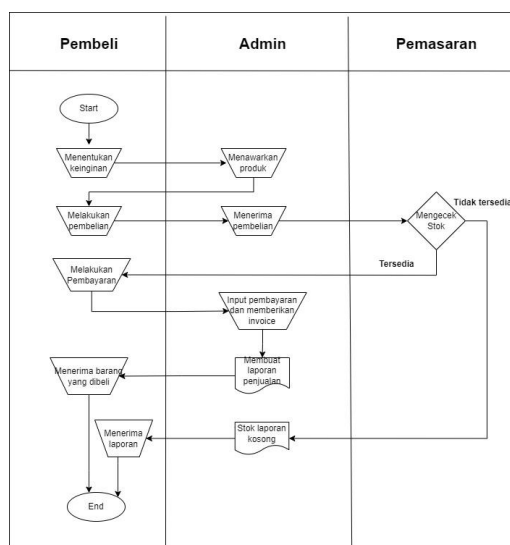 Pembeli
Admin
Pemasaran
Start
Menentukan
keinginan
Menawarkan
produk
Melakukan
pembelian
Menerima
pembelian
Mengecek
Stok
Tidak tersedia
Tersedia
Melakukan
Pembayaran
Input pembayaran
dan memberikan
invoice
Membuat
laporan
penjualan
Menerima barang
yang dibeli
Stok laporan
kosong
Menerima
laporan
End